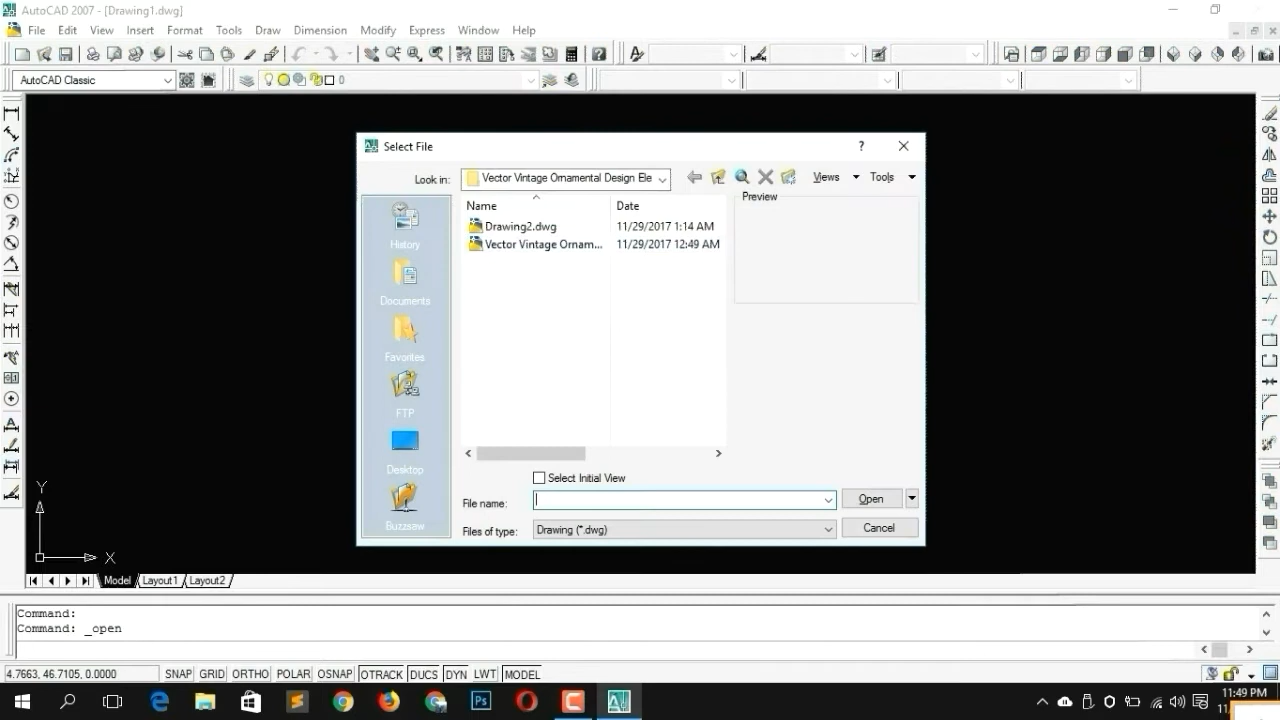 AutoCAD 2007 - [Drawing1.dwg]
File Edit View Insert Format Tools Draw Dimension Modify Express Window Help
AutoCAD Classic
0
Select File
?
Look in: Vector Vintage Ornamental Design Ele
Views Tools
Name Date
Preview
Drawing2.dwg 11/29/2017 1:14 AM
Vector Vintage Ornam... 11/29/2017 12:49 AM
History
Documents
Favorites
FTP
Desktop
Buzzsaw
Select Initial View
File name: Open
Files of type: Drawing (*.dwg) Cancel
Y
X
Model Layout1 Layout2
Command:
Command: _open
4.7663, 46.7105, 0.0000 SNAP GRID ORTHO POLAR OSNAP OTRACK DUCS DYN LWT MODEL
Ps
11:49 PM